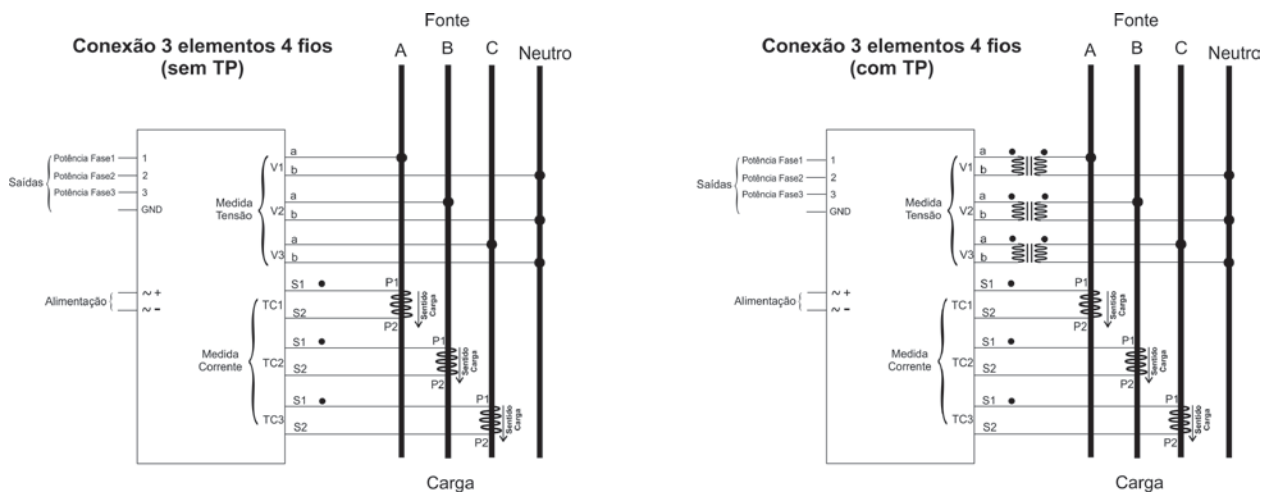 Fonte
Conexão 3 elementos 4 fios
(sem TP)
A
B
C
Neutro
Saídas
Potência Fase1
1
Potência Fase2
2
Potência Fase3
3
GND
Medida
Tensão
V1
a
b
V2
a
b
V3
a
b
Alimentação
~ +
~ -
Medida
Corrente
TC1
S1
S2
P1
P2
Sentido
Carga
TC2
S1
S2
P1
P2
Sentido
Carga
TC3
S1
S2
P1
P2
Sentido
Carga
Carga
Fonte
Conexão 3 elementos 4 fios
(com TP)
A
B
C
Neutro
Saídas
Potência Fase1
1
Potência Fase2
2
Potência Fase3
3
GND
Medida
Tensão
V1
a
b
V2
a
b
V3
a
b
Alimentação
~ +
~ -
Medida
Corrente
TC1
S1
S2
P1
P2
Sentido
Carga
TC2
S1
S2
P1
P2
Sentido
Carga
TC3
S1
S2
P1
P2
Sentido
Carga
Carga